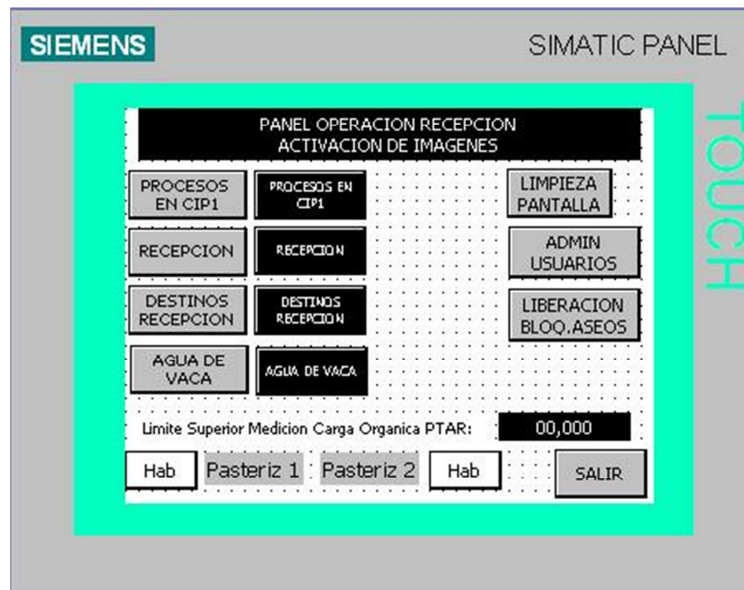 SIEMENS
SIMATIC PANEL
TOUCH
PANEL OPERACION RECEPCION
ACTIVACION DE IMAGENES
PROCESOS
EN CIP1
PROCESOS EN
CIP1
LIMPIEZA
PANTALLA
RECEPCION
RECEPCION
ADMIN
USUARIOS
DESTINOS
RECEPCION
DESTINOS
RECEPCION
LIBERACION
BLOQ.ASEOS
AGUA DE
VACA
AGUA DE VACA
Limite Superior Medicion Carga Organica PTAR:
00,000
Hab
Pasteriz 1
Pasteriz 2
Hab
SALIR